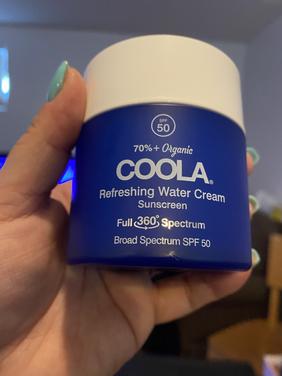 SPF
50
70%+ Organic
COOLA®
Refreshing Water Cream
Sunscreen
Full 360° Spectrum
Broad Spectrum SPF 50